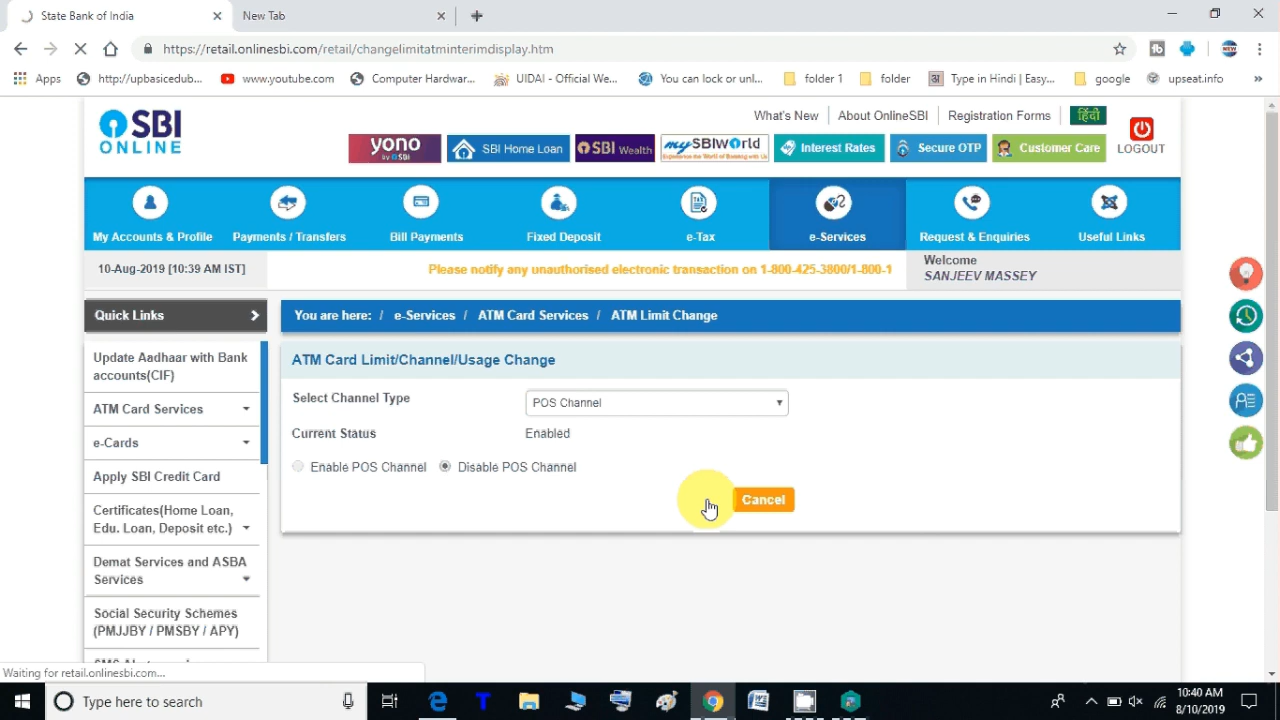 State Bank of India
New Tab
https://retail.onlinesbi.com/retail/changelimitatminterimdisplay.htm
Apps
http://upbasicedub...
www.youtube.com
Computer Hardwar...
UIDAI - Official We...
You can lock or unl...
folder 1
folder
Type in Hindi | Easy...
google
upseat.info
»
SBI
ONLINE
What's New
About OnlineSBI
Registration Forms
हिंदी
yono
by SBI
SBI Home Loan
SBI Wealth
my SBIWorld
Experience the World of Banking with Us
Interest Rates
Secure OTP
Customer Care
LOGOUT
My Accounts & Profile
Payments / Transfers
Bill Payments
Fixed Deposit
TAX
e-Tax
e-Services
Request & Enquiries
Useful Links
10-Aug-2019 [10:39 AM IST]
Please notify any unauthorised electronic transaction on 1-800-425-3800/1-800-1
Welcome
SANJEEV MASSEY
Quick Links
You are here: / e-Services / ATM Card Services / ATM Limit Change
Update Aadhaar with Bank
accounts(CIF)
ATM Card Services
e-Cards
Apply SBI Credit Card
Certificates(Home Loan,
Edu. Loan, Deposit etc.)
Demat Services and ASBA
Services
Social Security Schemes
(PMJJBY / PMSBY / APY)
ATM Card Limit/Channel/Usage Change
Select Channel Type
POS Channel
Current Status
Enabled
Enable POS Channel
Disable POS Channel
Cancel
Waiting for retail.onlinesbi.com...
Type here to search
10:40 AM
8/10/2019